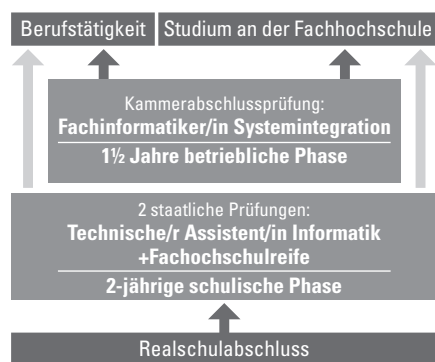 Berufstätigkeit
Studium an der Fachhochschule
Kammerabschlussprüfung:
Fachinformatiker/in Systemintegration
1½ Jahre betriebliche Phase
2 staatliche Prüfungen:
Technische/r Assistent/in Informatik
+Fachochschulreife
2-jährige schulische Phase
Realschulabschluss